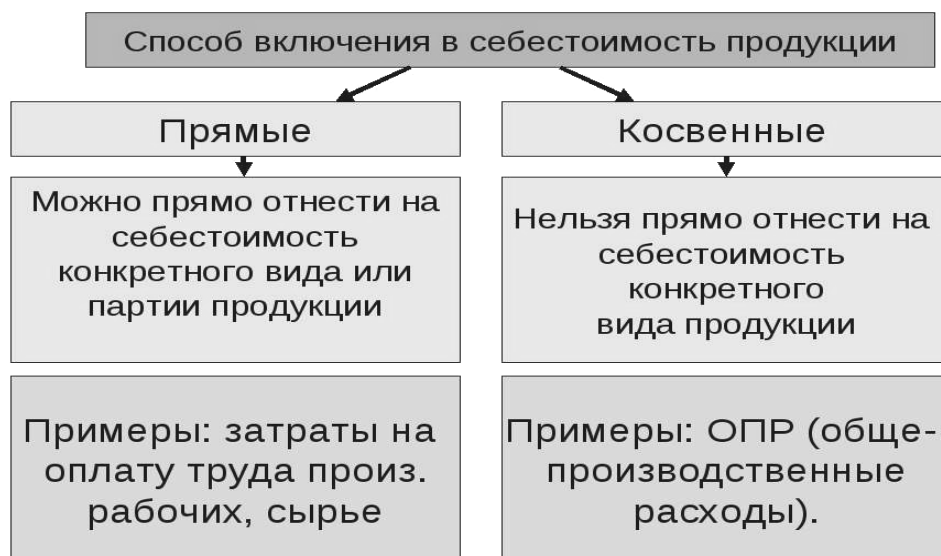 Способ включения в себестоимость продукции
Прямые
Косвенные
Можно прямо отнести на
себестоимость
конкретного вида или
партии продукции
Нельзя прямо отнести на
себестоимость
конкретного
вида продукции
Примеры: затраты на
оплату труда произ.
рабочих, сырье
Примеры: ОПР (обще-
производственные
расходы).